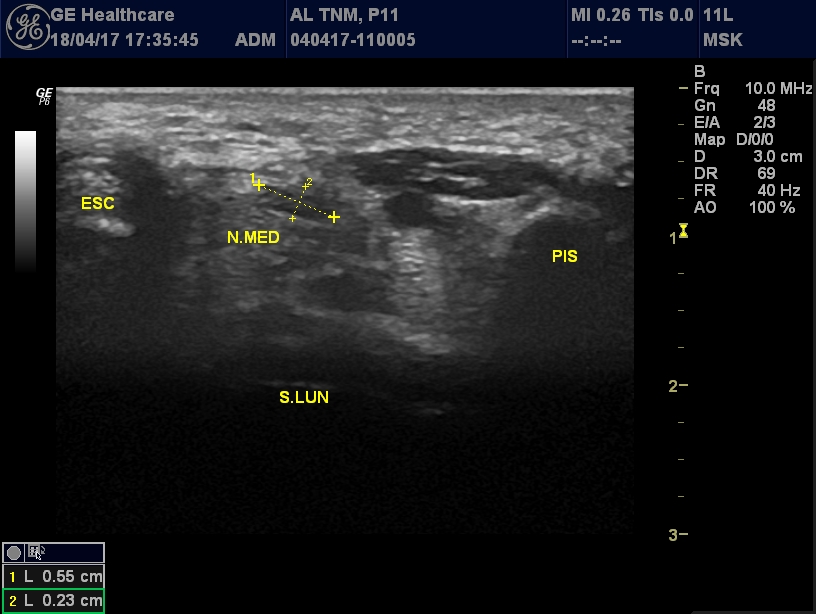 GE Healthcare
18/04/17 17:35:45 ADM
AL TNM, P11
040417-110005
MI 0.26 TIs 0.0
--:--:--
11L
MSK
GE
P6
B
Frq 10.0 MHz
Gn 48
E/A 2/3
Map D/0/0
D 3.0 cm
DR 69
FR 40 Hz
AO 100 %
1
2
ESC
N.MED
PIS
S.LUN
1
2
3
1 L 0.55 cm
2 L 0.23 cm